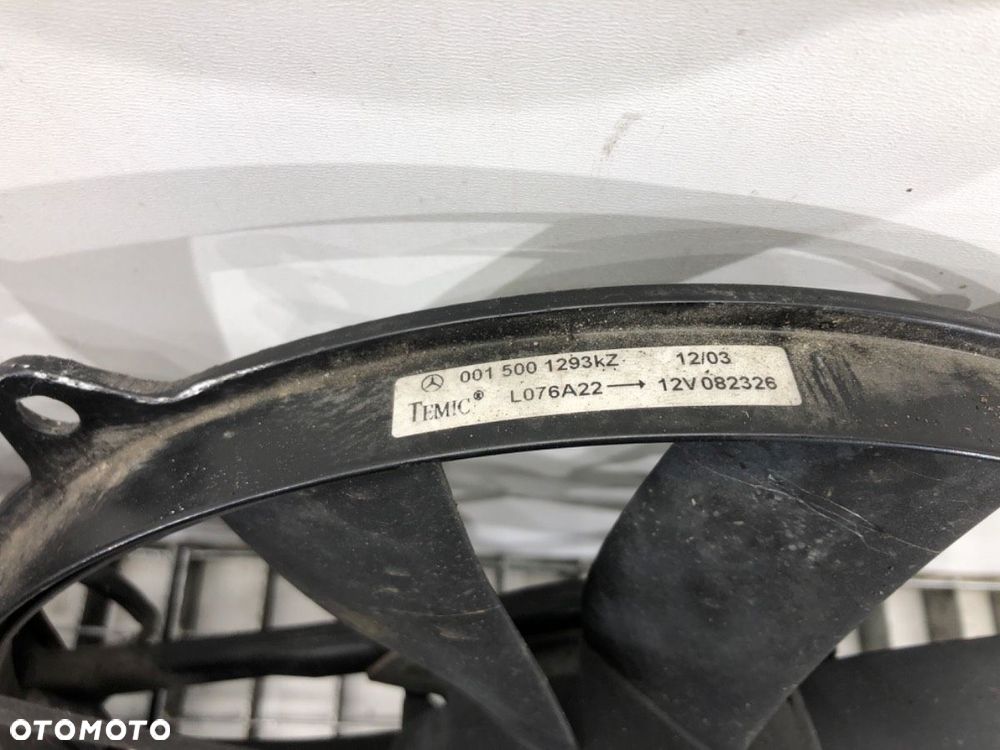 001 500 1293kZ 12/03
TEMIC® L076A22 → 12V 082326
OTOMOTO